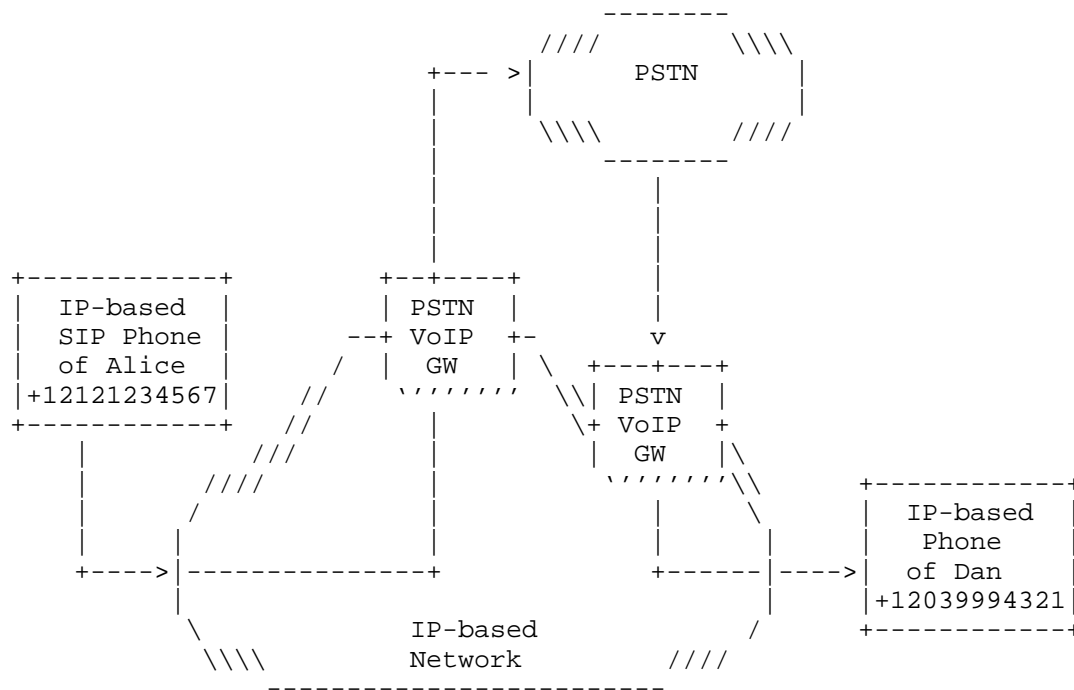 PSTN
IP-based
SIP Phone
of Alice
+12121234567
PSTN
VoIP
GW
PSTN
VoIP
GW
IP-based
Phone
of Dan
+12039994321
IP-based
Network